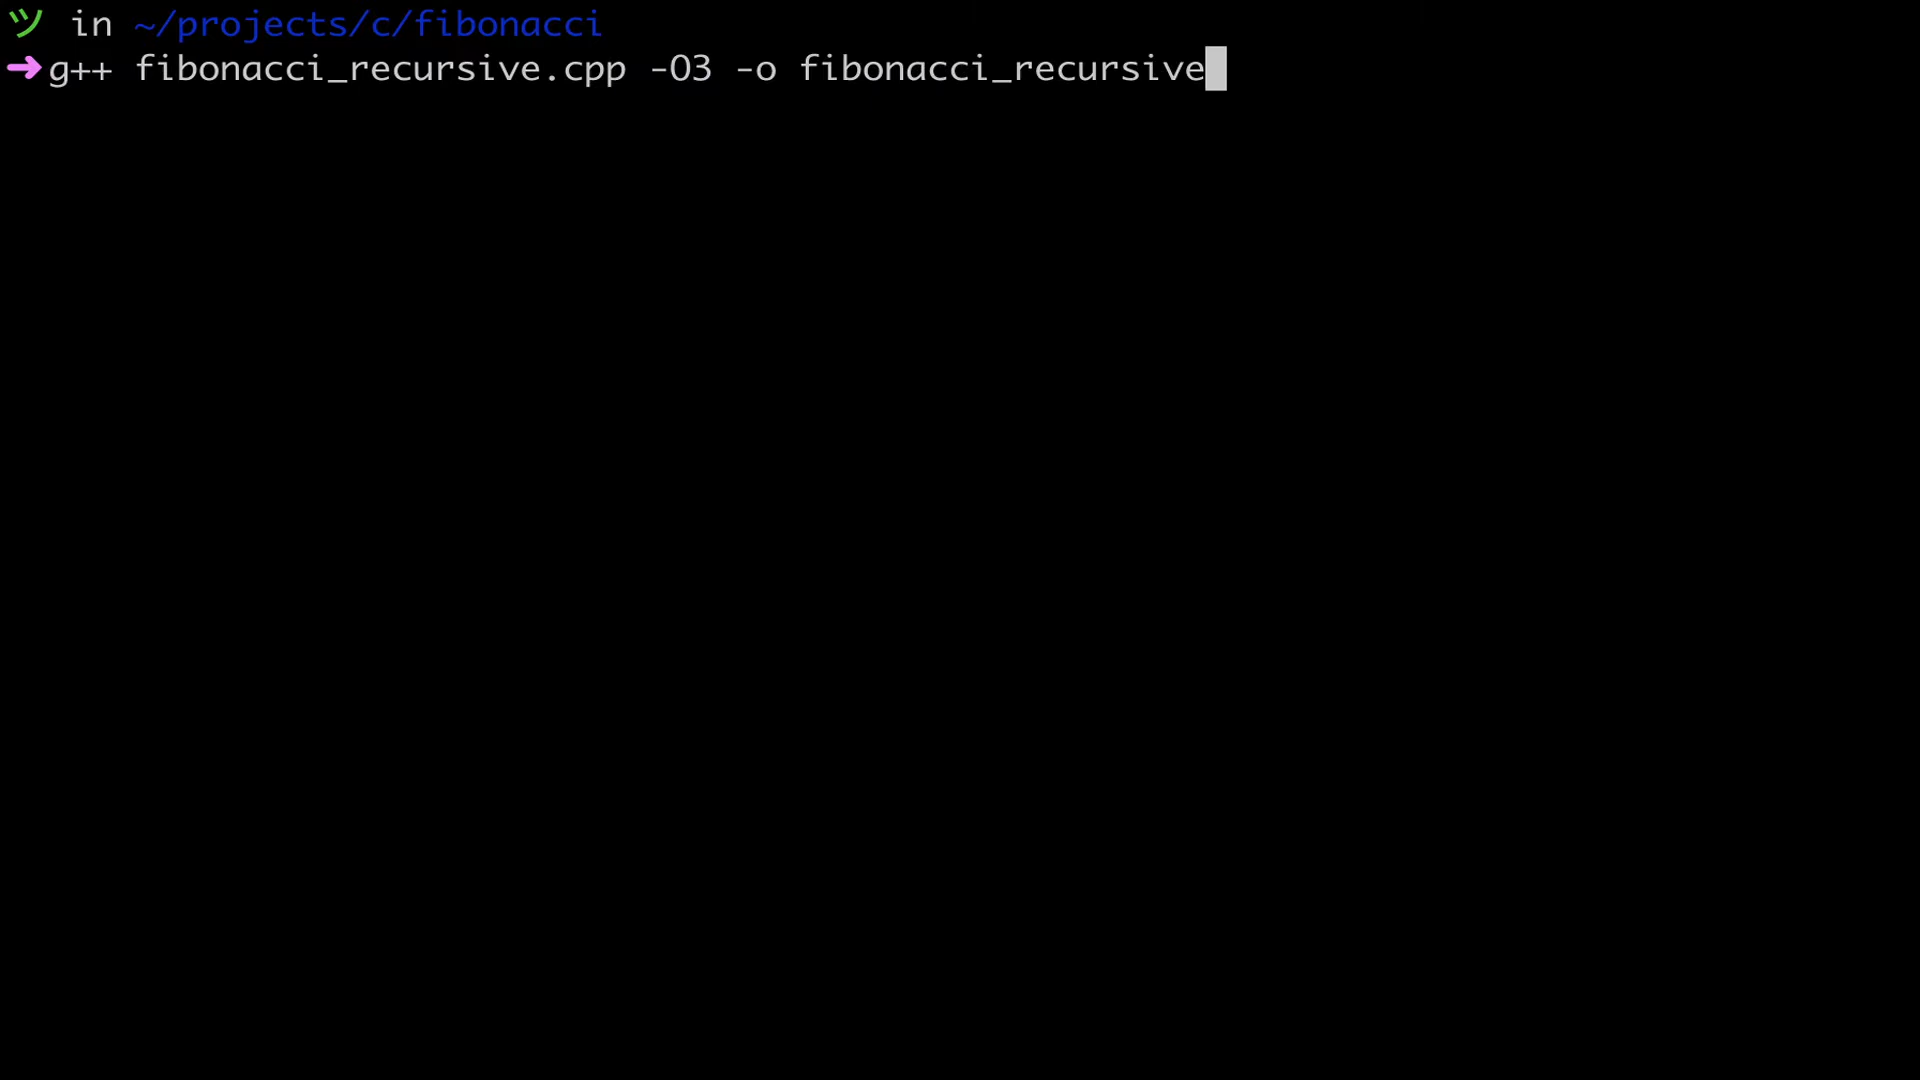 ツ in ~/projects/c/fibonacci
➜ g++ fibonacci_recursive.cpp -O3 -o fibonacci_recursive